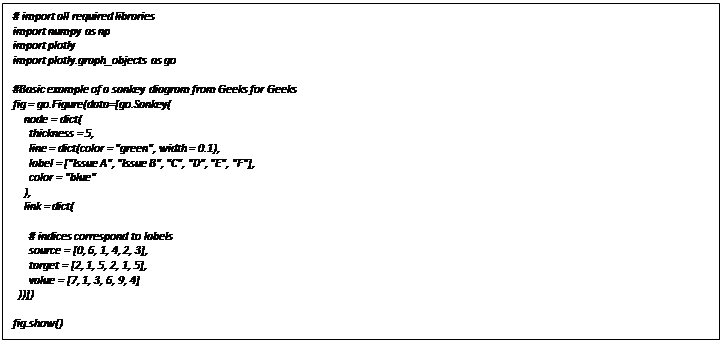 # import all required libraries
import numpy as np
import plotly
import plotly.graph_objects as go
#Basic example of a sankey diagram from Geeks for Geeks
fig = go.Figure(data=[go.Sankey(
node = dict(
thickness = 5,
line = dict(color = "green", width = 0.1),
label = ["Issue A", "Issue B", "C", "D", "E", "F"],
color = "blue"
),
link = dict(
# indices correspond to labels
source = [0, 6, 1, 4, 2, 3],
target = [2, 1, 5, 2, 1, 5],
value = [7, 1, 3, 6, 9, 4]
))])
fig.show()